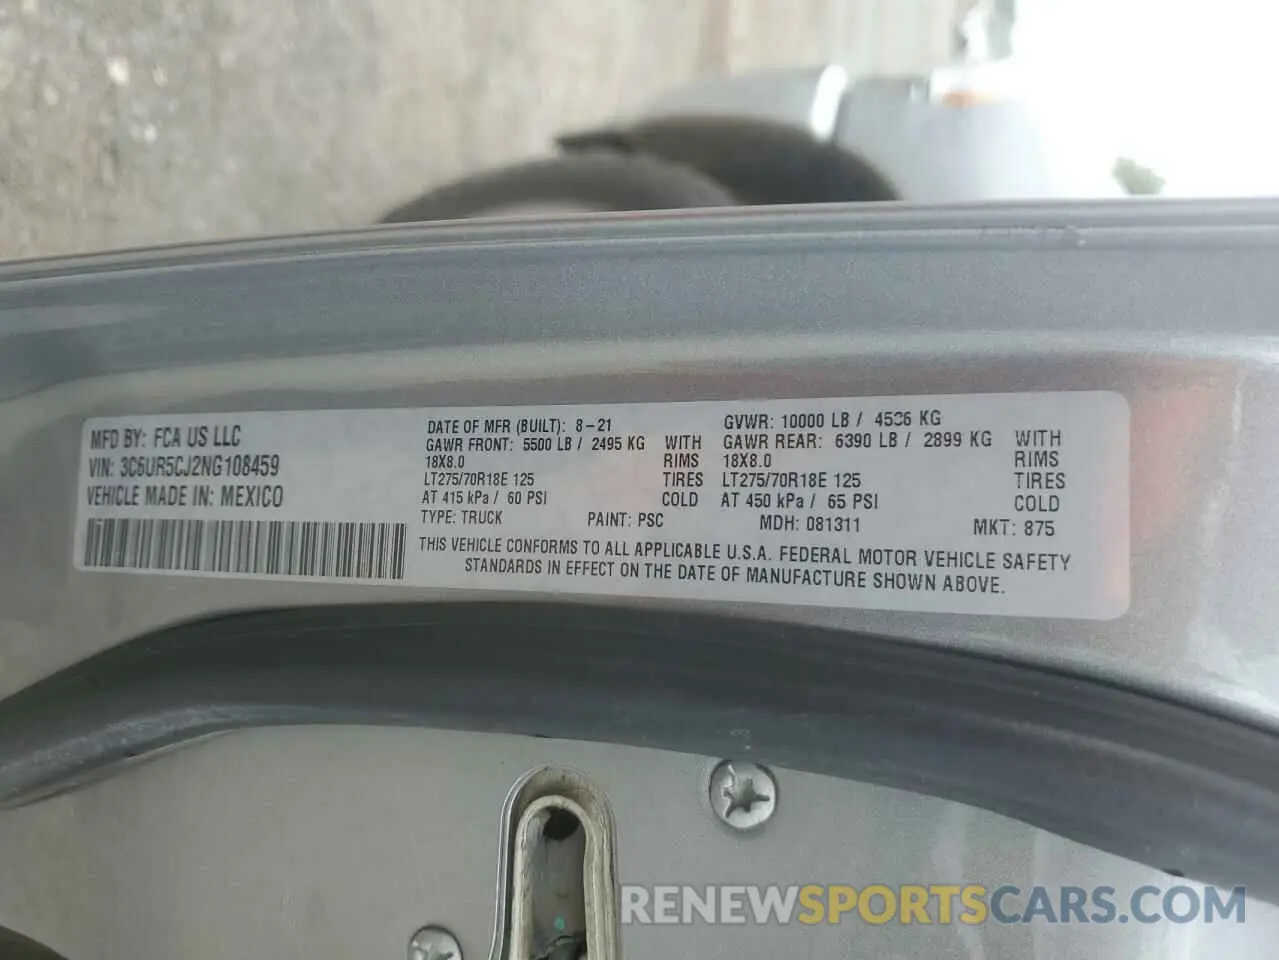 MFD BY: FCA US LLC
VIN: 3C6UR5CJ2NG108459
VEHICLE MADE IN: MEXICO
DATE OF MFR (BUILT): 8-21
GVWR: 10000 LB / 4536 KG
GAWR FRONT: 5500 LB / 2495 KG WITH
18X8.0 RIMS
LT275/70R18E 125 TIRES
AT 415 kPa / 60 PSI COLD
GAWR REAR: 6390 LB / 2899 KG WITH
18X8.0 RIMS
LT275/70R18E 125 TIRES
AT 450 kPa / 65 PSI COLD
TYPE: TRUCK PAINT: PSC MDH: 081311 MKT: 875
THIS VEHICLE CONFORMS TO ALL APPLICABLE U.S.A. FEDERAL MOTOR VEHICLE SAFETY
STANDARDS IN EFFECT ON THE DATE OF MANUFACTURE SHOWN ABOVE.
RENEWSPORTSCARS.COM